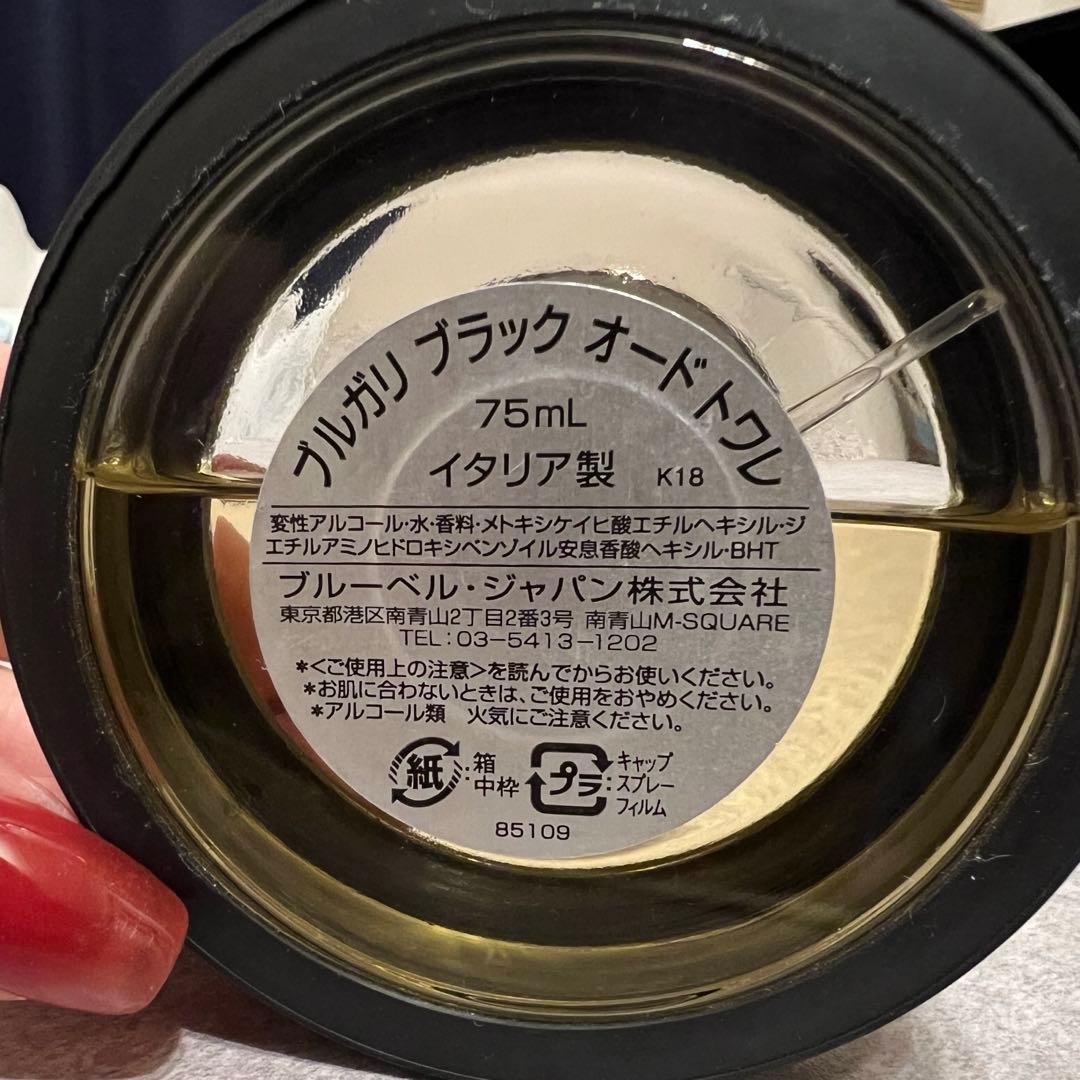 ブルガリ ブラック オードトワレ
75mL
イタリア製 K18
変性アルコール・水・香料・メトキシケイヒ酸エチルヘキシル・ジ
エチルアミノヒドロキシベンゾイル安息香酸ヘキシル・BHT
ブルーベル・ジャパン株式会社
東京都港区南青山2丁目2番3号 南青山M-SQUARE
TEL:03-5413-1202
*<ご使用上の注意>を読んでからお使いください。
*お肌に合わないときは、ご使用をおやめください。
*アルコール類 火気にご注意ください。
紙:箱 プラ:キャップ
中枠 スプレー
フィルム
85109